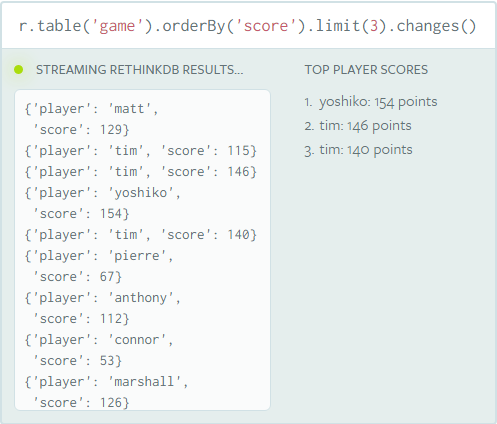 r.table('game').orderBy('score').limit(3).changes()
STREAMING RETHINKDB RESULTS...
{'player': 'matt',
'score': 129}
{'player': 'tim', 'score': 115}
{'player': 'tim', 'score': 146}
{'player': 'yoshiko',
'score': 154}
{'player': 'tim', 'score': 140}
{'player': 'pierre',
'score': 67}
{'player': 'anthony',
'score': 112}
{'player': 'connor',
'score': 53}
{'player': 'marshall',
'score': 126}
TOP PLAYER SCORES
1. yoshiko: 154 points
2. tim: 146 points
3. tim: 140 points